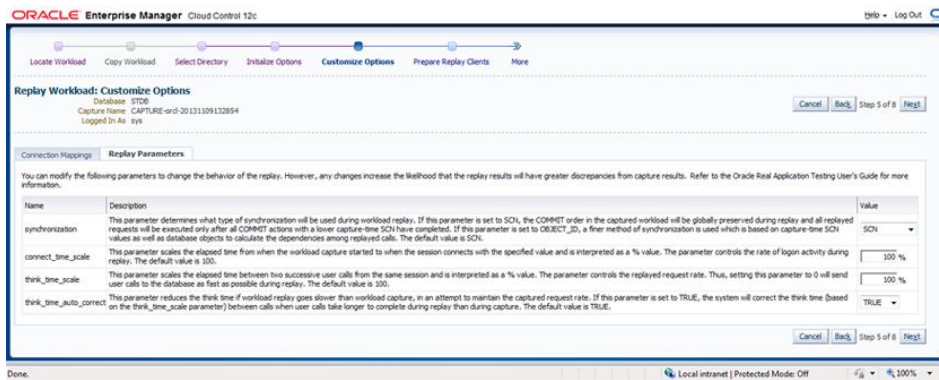 ORACLE Enterprise Manager Cloud Control 12c
Help Log Out
Locate Workload Copy Workload Select Directory Initialize Options Customize Options Prepare Replay Clients More
Replay Workload: Customize Options
Database STDB
Capture Name CAPTURE-orcl-20131109132854
Logged In As sys
Cancel Back Step 5 of 8 Next
Connection Mappings Replay Parameters
You can modify the following parameters to change the behavior of the replay. However, any changes increase the likelihood that the replay results will have greater discrepancies from capture results. Refer to the Oracle Real Application Testing User's Guide for more
information.
Name Description Value
This parameter determines what type of synchronization will be used during workload replay. If this parameter is set to SCN, the COMMIT order in the captured workload will be globally preserved during replay and all replayed
synchronization requests will be executed only after all COMMIT actions with a lower capture-time SCN have completed. If this parameter is set to OBJECT_ID, a finer method of synchronization is used which is based on capture-time SCN SCN
values as well as database objects to calculate the dependencies among replayed calls. The default value is SCN.
connect_time_scale This parameter scales the elapsed time from when the workload capture started to when the session connects with the specified value and is interpreted as a % value. The parameter controls the rate of logon activity during 100 %
replay. The default value is 100.
think_time_scale This parameter scales the elapsed time between two successive user calls from the same session and is interpreted as a % value. The parameter controls the replayed request rate. Thus, setting this parameter to 0 will send 100 %
user calls to the database as fast as possible during replay. The default value is 100.
think_time_auto_correct This parameter reduces the think time if workload replay goes slower than workload capture, in an attempt to maintain the captured request rate. If this parameter is set to TRUE, the system will correct the think time (based TRUE
on the think_time_scale parameter) between calls when user calls take longer to complete during replay than during capture. The default value is TRUE.
Cancel Back Step 5 of 8 Next
Done. Local intranet | Protected Mode: Off 100%